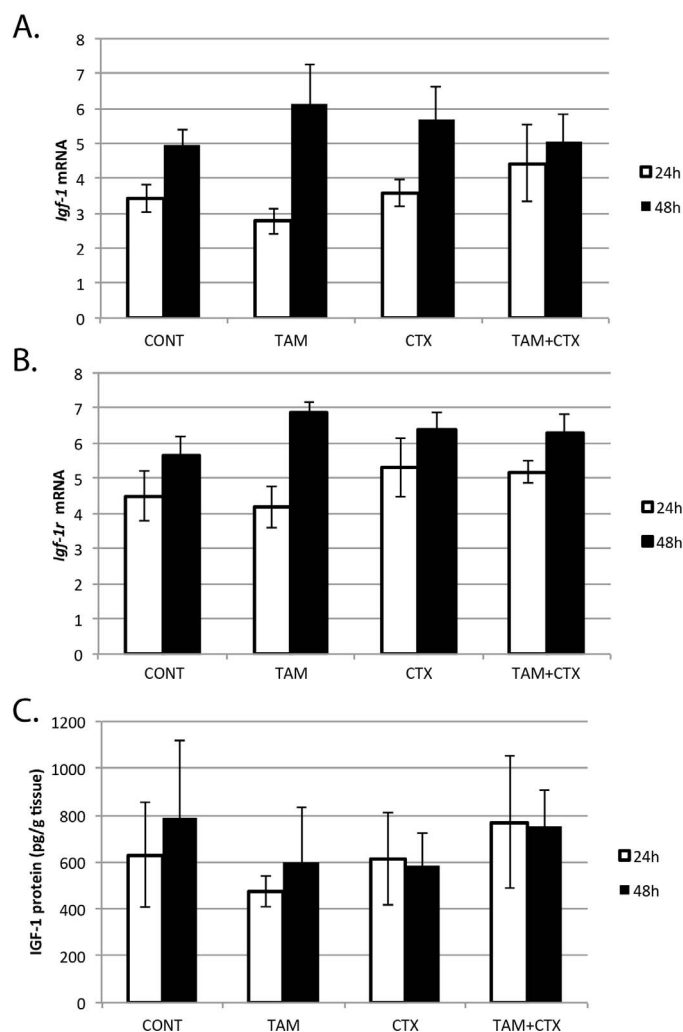 A.
8
7
6
5
4
3
2
1
0
Igf-1 mRNA
CONT TAM CTX TAM+CTX
24h
48h
B.
8
7
6
5
4
3
2
1
0
Igf-1r mRNA
CONT TAM CTX TAM+CTX
24h
48h
C.
1200
1000
800
600
400
200
0
IGF-1 protein (pg/g tissue)
CONT TAM CTX TAM+CTX
24h
48h